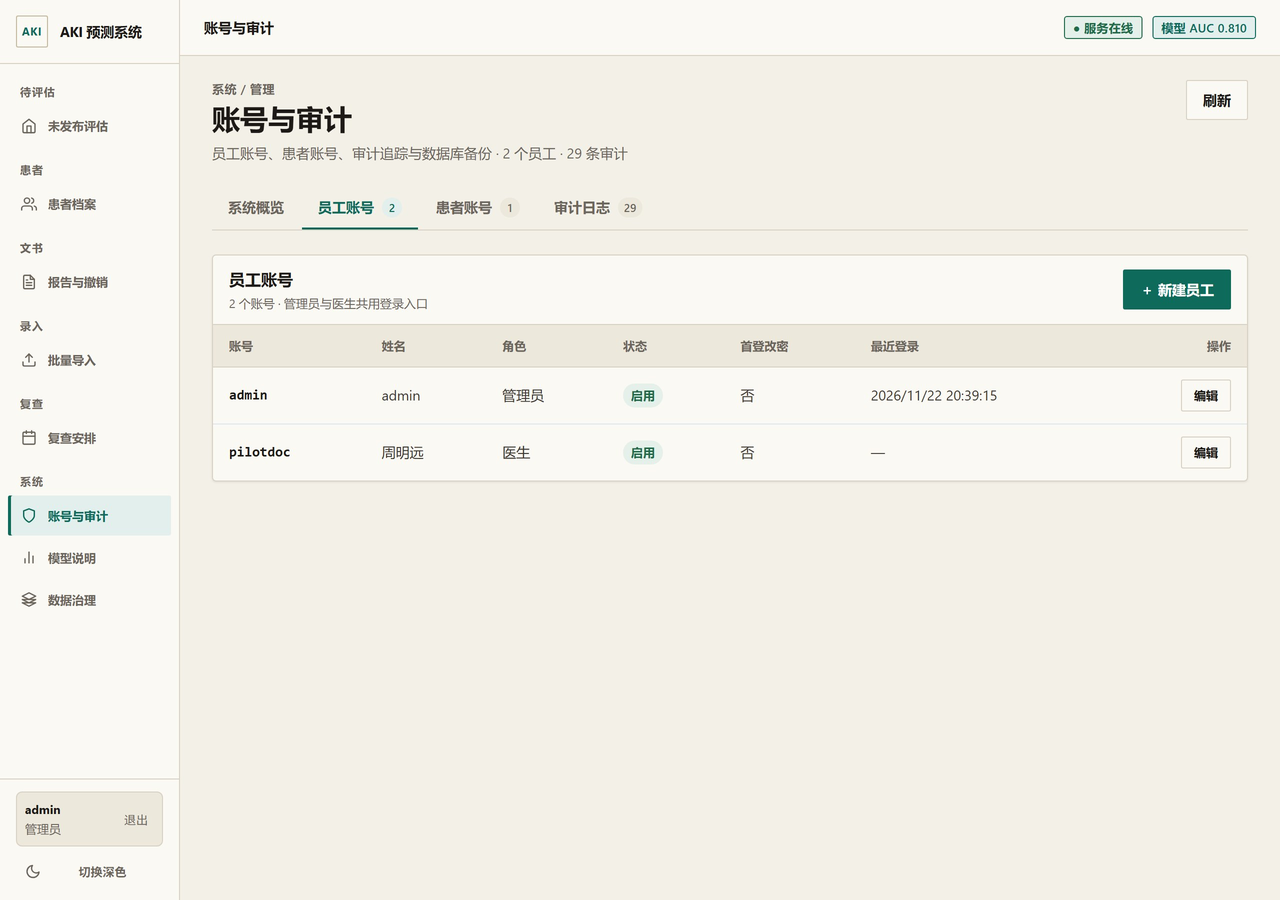 AKI AKI 预测系统
待评估
未发布评估
患者
患者档案
文书
报告与撤销
录入
批量导入
复查
复查安排
系统
账号与审计
模型说明
数据治理
admin
管理员
退出
切换深色
账号与审计
● 服务在线 模型 AUC 0.810
系统 / 管理
账号与审计
员工账号、患者账号、审计追踪与数据库备份 · 2 个员工 · 29 条审计
刷新
系统概览 员工账号 2 患者账号 1 审计日志 29
员工账号
2 个账号 · 管理员与医生共用登录入口
+ 新建员工
账号 姓名 角色 状态 首登改密 最近登录 操作
admin admin 管理员 启用 否 2026/11/22 20:39:15 编辑
pilotdoc 周明远 医生 启用 否 — 编辑